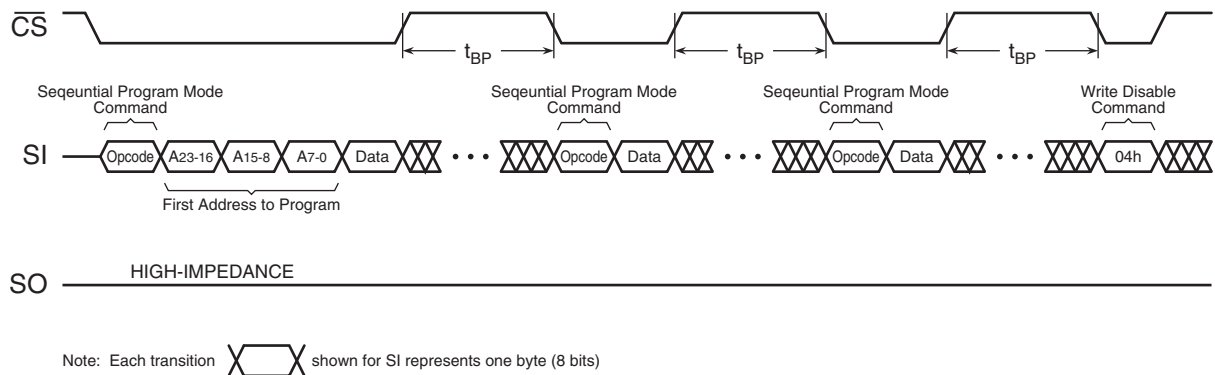 CS
tBP
tBP
tBP
Seqeuntial Program Mode
Command
Seqeuntial Program Mode
Command
Seqeuntial Program Mode
Command
Write Disable
Command
SI
Opcode
A23-16
A15-8
A7-0
Data
Opcode
Data
Opcode
Data
04h
First Address to Program
SO
HIGH-IMPEDANCE
Note: Each transition shown for SI represents one byte (8 bits)